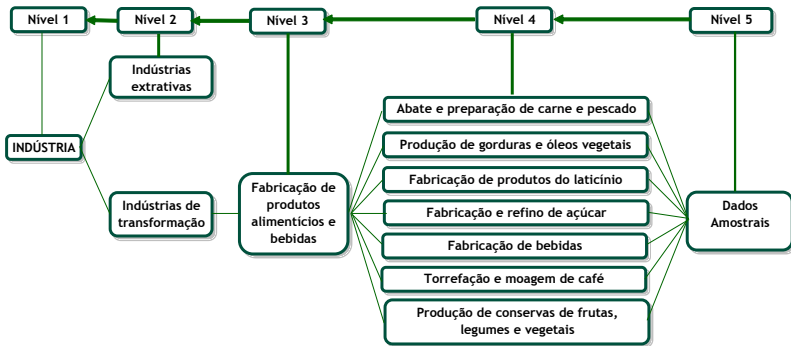 Nível 1
Nível 2
Nível 3
Nível 4
Nível 5
Indústrias
extrativas
INDÚSTRIA
Indústrias de
transformação
Fabricação de
produtos
alimentícios e
bebidas
Abate e preparação de carne e pescado
Produção de gorduras e óleos vegetais
Fabricação de produtos do laticínio
Fabricação e refino de açúcar
Fabricação de bebidas
Torrefação e moagem de café
Produção de conservas de frutas,
legumes e vegetais
Dados
Amostrais